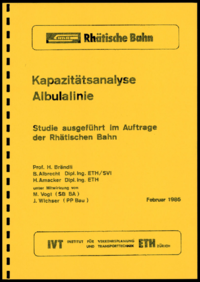 Rhätische Bahn
Kapazitätsanalyse
Albulalinie
Studie ausgeführt im Auftrage
der Rhätischen Bahn
Prof. H. Brändli
B. Albrecht Dipl. Ing. ETH/SVI
H. Amacker Dipl. Ing. ETH
unter Mitwirkung von
M. Vogt (SB BA)
J. Wichser (PP Bau)
Februar 1986
IVT INSTITUT FÜR VERKEHRSPLANUNG
UND TRANSPORTTECHNIK ETH ZÜRICH